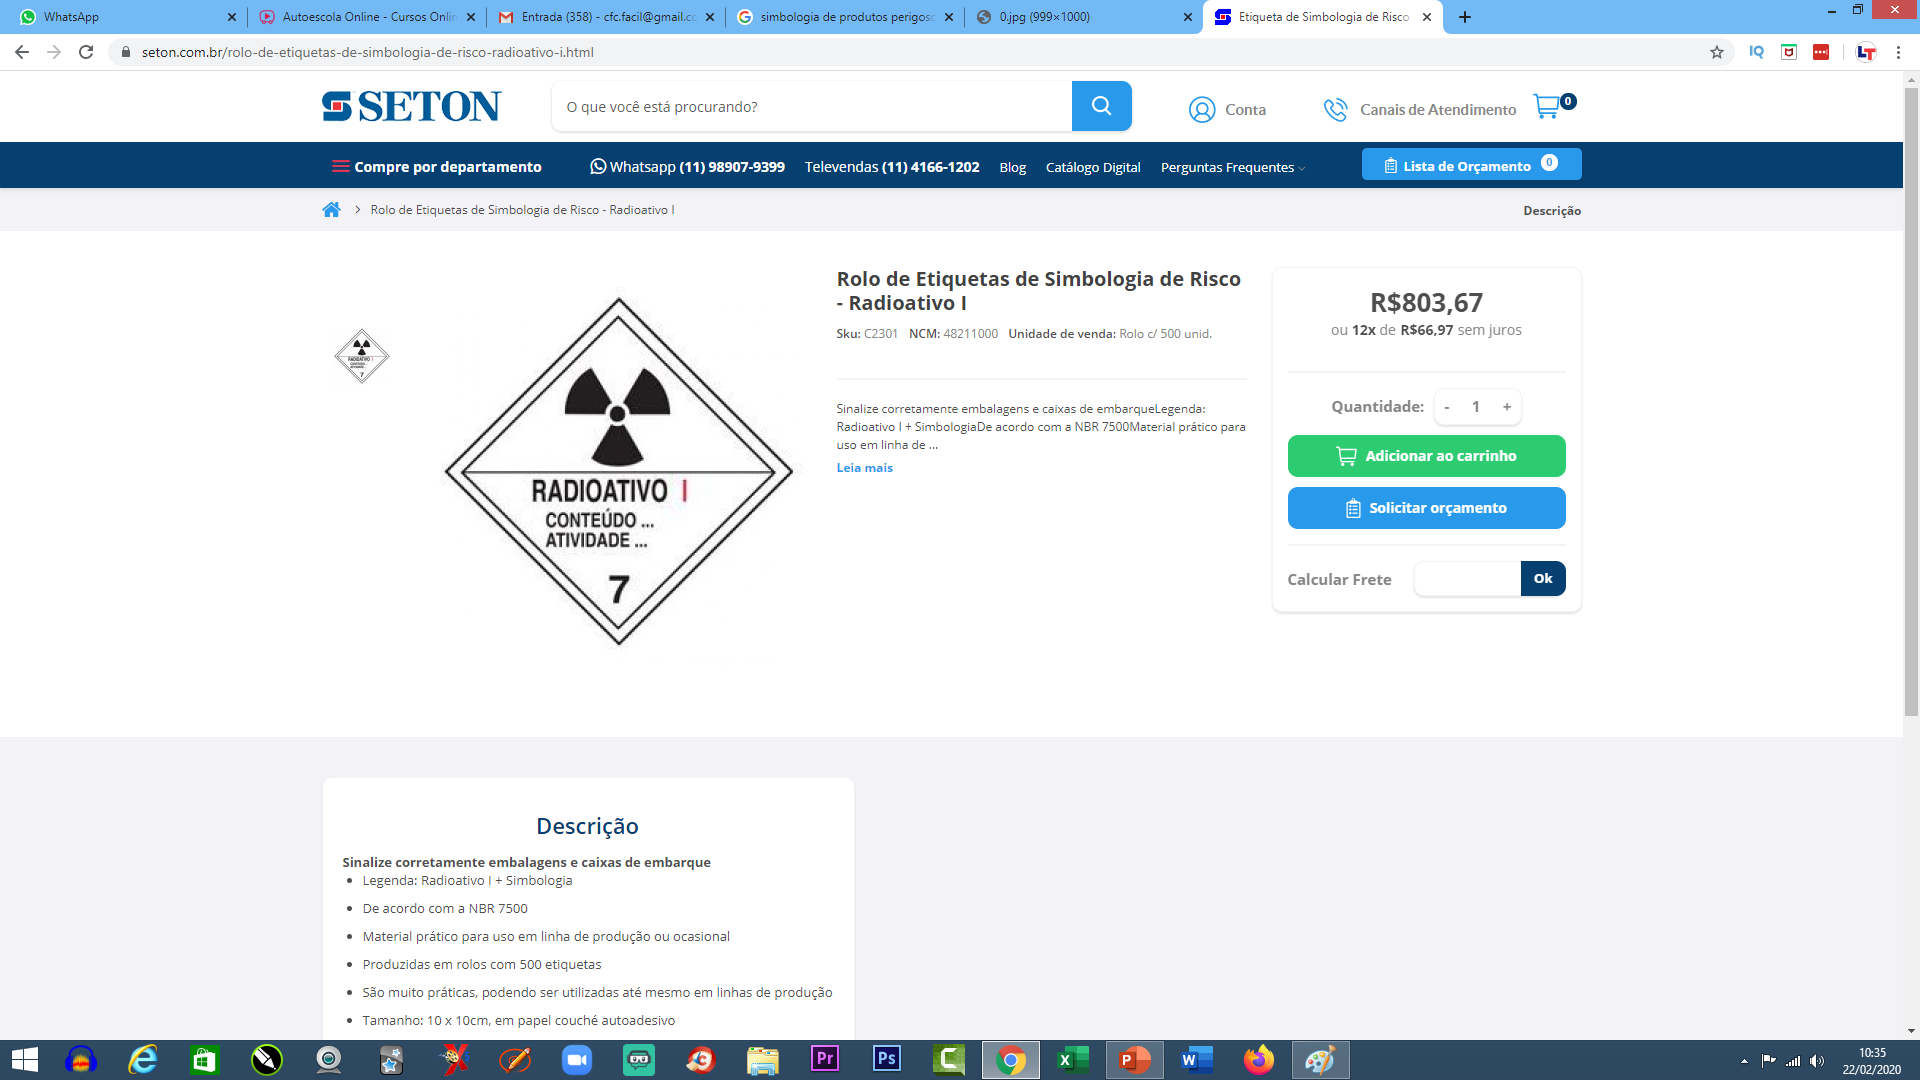 WhatsApp
Autoescola Online - Cursos Onlin
Entrada (358) - cfc.facil@gmail.co
simbologia de produtos perigoso
0.jpg (999×1000)
Etiqueta de Simbologia de Risco
seton.com.br/rolo-de-etiquetas-de-simbologia-de-risco-radioativo-i.html
IQ
LT
SETON
O que você está procurando?
Conta
Canais de Atendimento
0
Compre por departamento
Whatsapp (11) 98907-9399
Televendas (11) 4166-1202
Blog
Catálogo Digital
Perguntas Frequentes
Lista de Orçamento 0
Rolo de Etiquetas de Simbologia de Risco - Radioativo I
Descrição
RADIOATIVO I
CONTEÚDO ...
ATIVIDADE ...
7
Rolo de Etiquetas de Simbologia de Risco
- Radioativo I
Sku: C2301 NCM: 48211000 Unidade de venda: Rolo c/ 500 unid.
Sinalize corretamente embalagens e caixas de embarqueLegenda:
Radioativo I + SimbologiaDe acordo com a NBR 7500Material prático para
uso em linha de ...
Leia mais
R$803,67
ou 12x de R$66,97 sem juros
Quantidade: - 1 +
Adicionar ao carrinho
Solicitar orçamento
Calcular Frete
Ok
Descrição
Sinalize corretamente embalagens e caixas de embarque
Legenda: Radioativo I + Simbologia
De acordo com a NBR 7500
Material prático para uso em linha de produção ou ocasional
Produzidas em rolos com 500 etiquetas
São muito práticas, podendo ser utilizadas até mesmo em linhas de produção
Tamanho: 10 x 10cm, em papel couché autoadesivo
Pr
Ps
10:35
22/02/2020